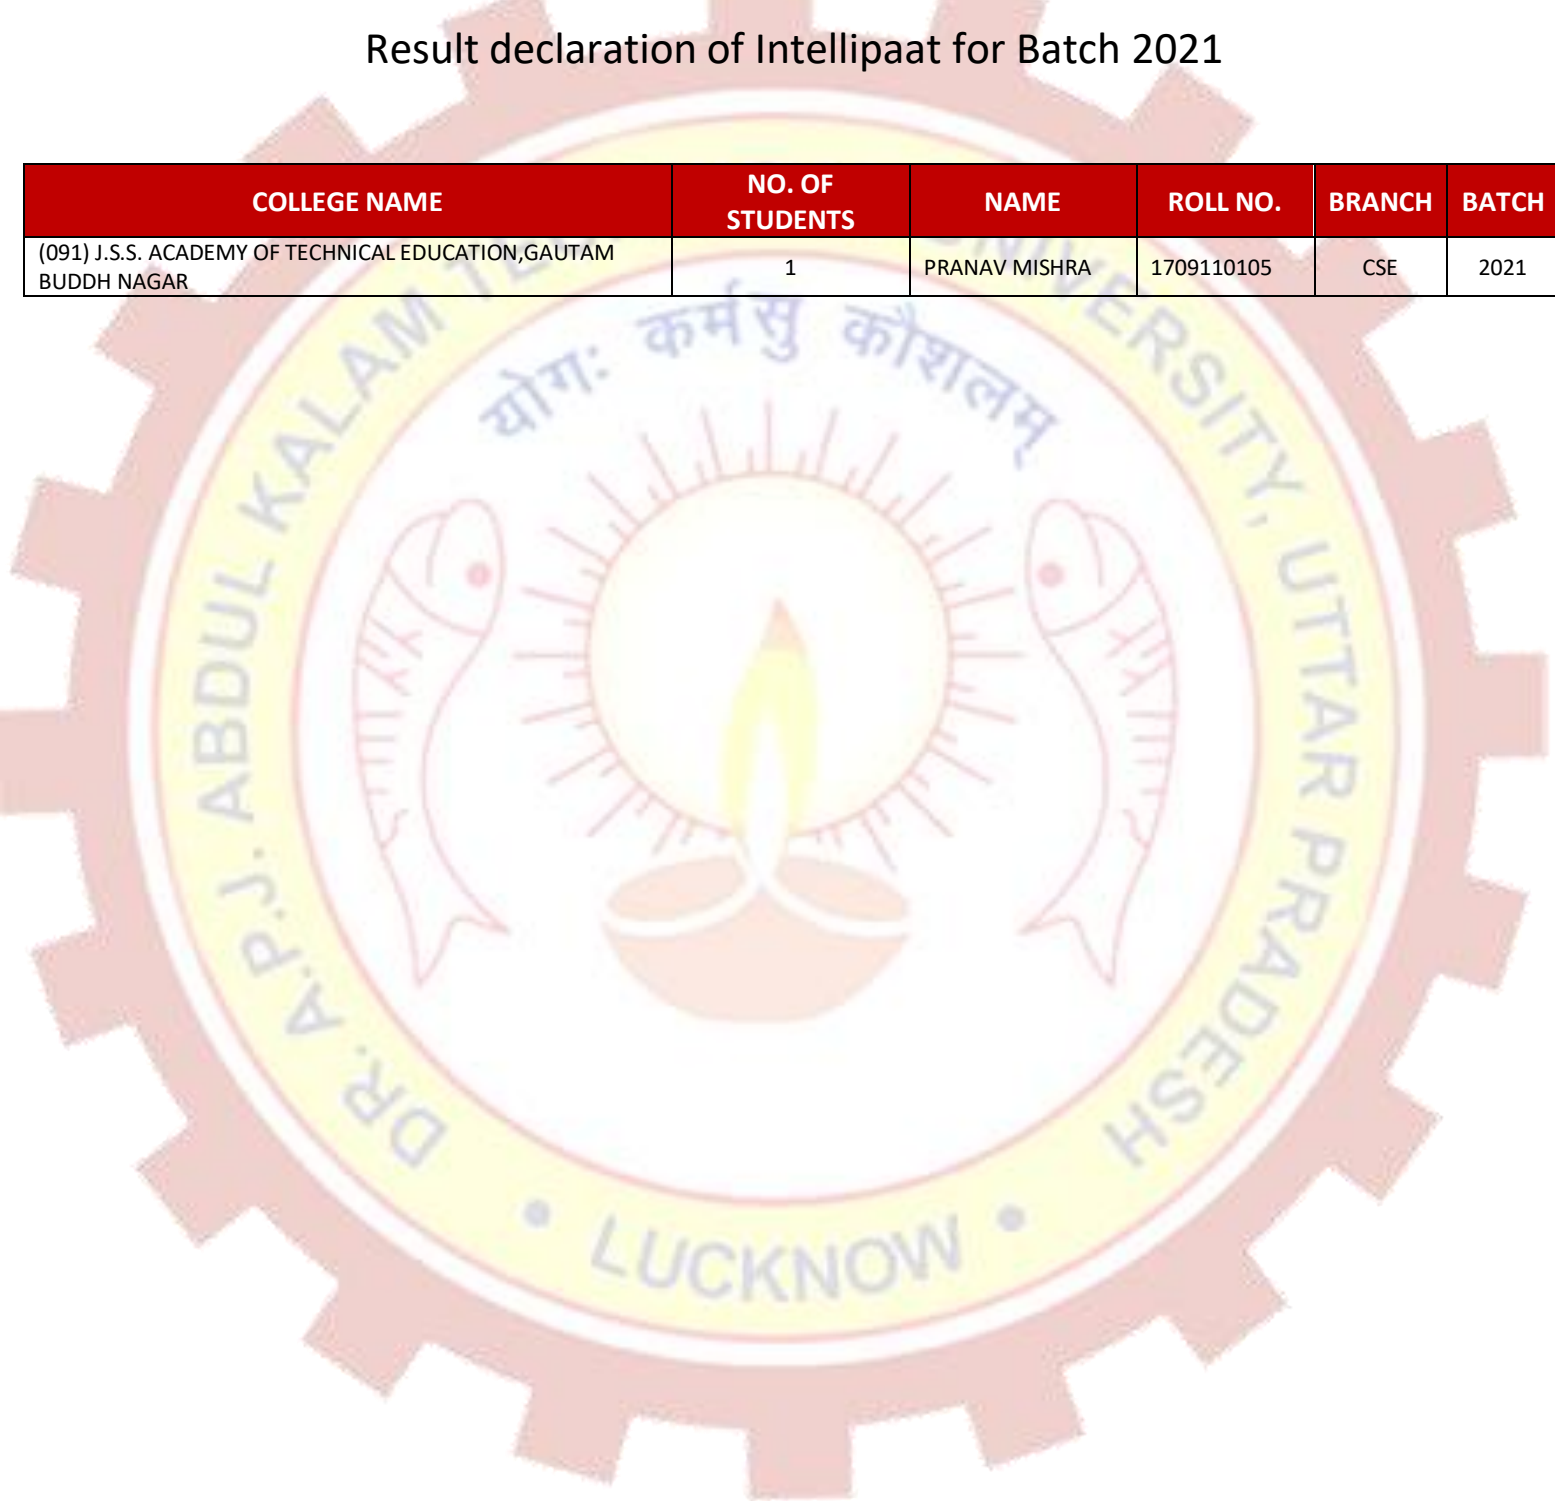 Result declaration of Intellipaat for Batch 2021
COLLEGE NAME
NO. OF
STUDENTS
NAME
ROLL NO.
BRANCH
BATCH
(091) J.S.S. ACADEMY OF TECHNICAL EDUCATION,GAUTAM
BUDDH NAGAR
1
PRANAV MISHRA
1709110105
CSE
2021
योग: कर्मसु कौशलम्
DR. A.P.J. ABDUL KALAM UNIVERSITY, UTTAR PRADESH
• LUCKNOW •